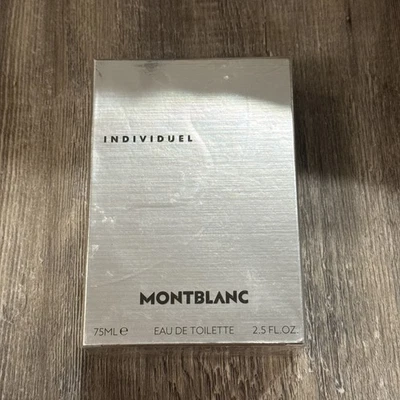 INDIVIDUEL
MONTBLANC
75ML ℮ EAU DE TOILETTE 2.5 FL.OZ.